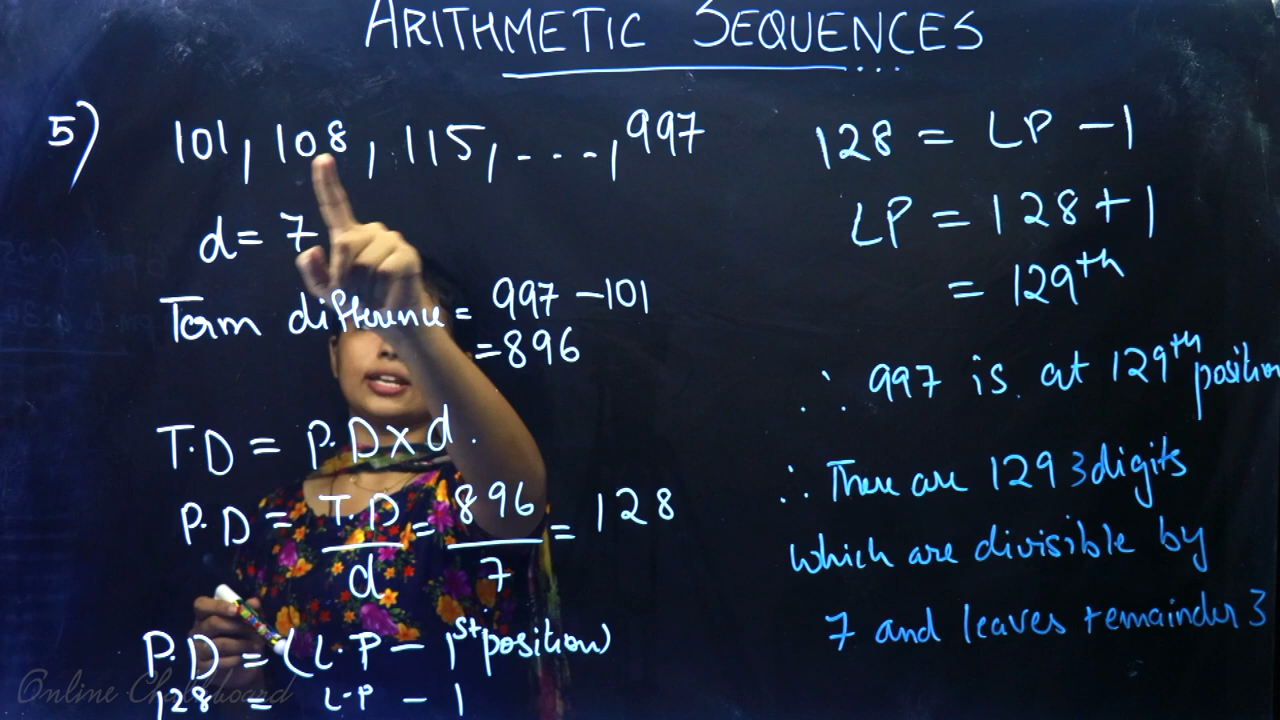 ARITHMETIC SEQUENCES...
5) 101, 108, 115, ----, 997
d = 7
Term difference = 997 - 101
= 896
T.D = P.D × d.
P.D = T.D/d = 896/7 = 128
P.D = (L.P - 1st position)
128 = L.P - 1
128 = LP - 1
LP = 128 + 1
= 129th
∴ 997 is at 129th position
∴ There are 129 3digits
which are divisible by
7 and leaves remainder 3
Online Chalkboard